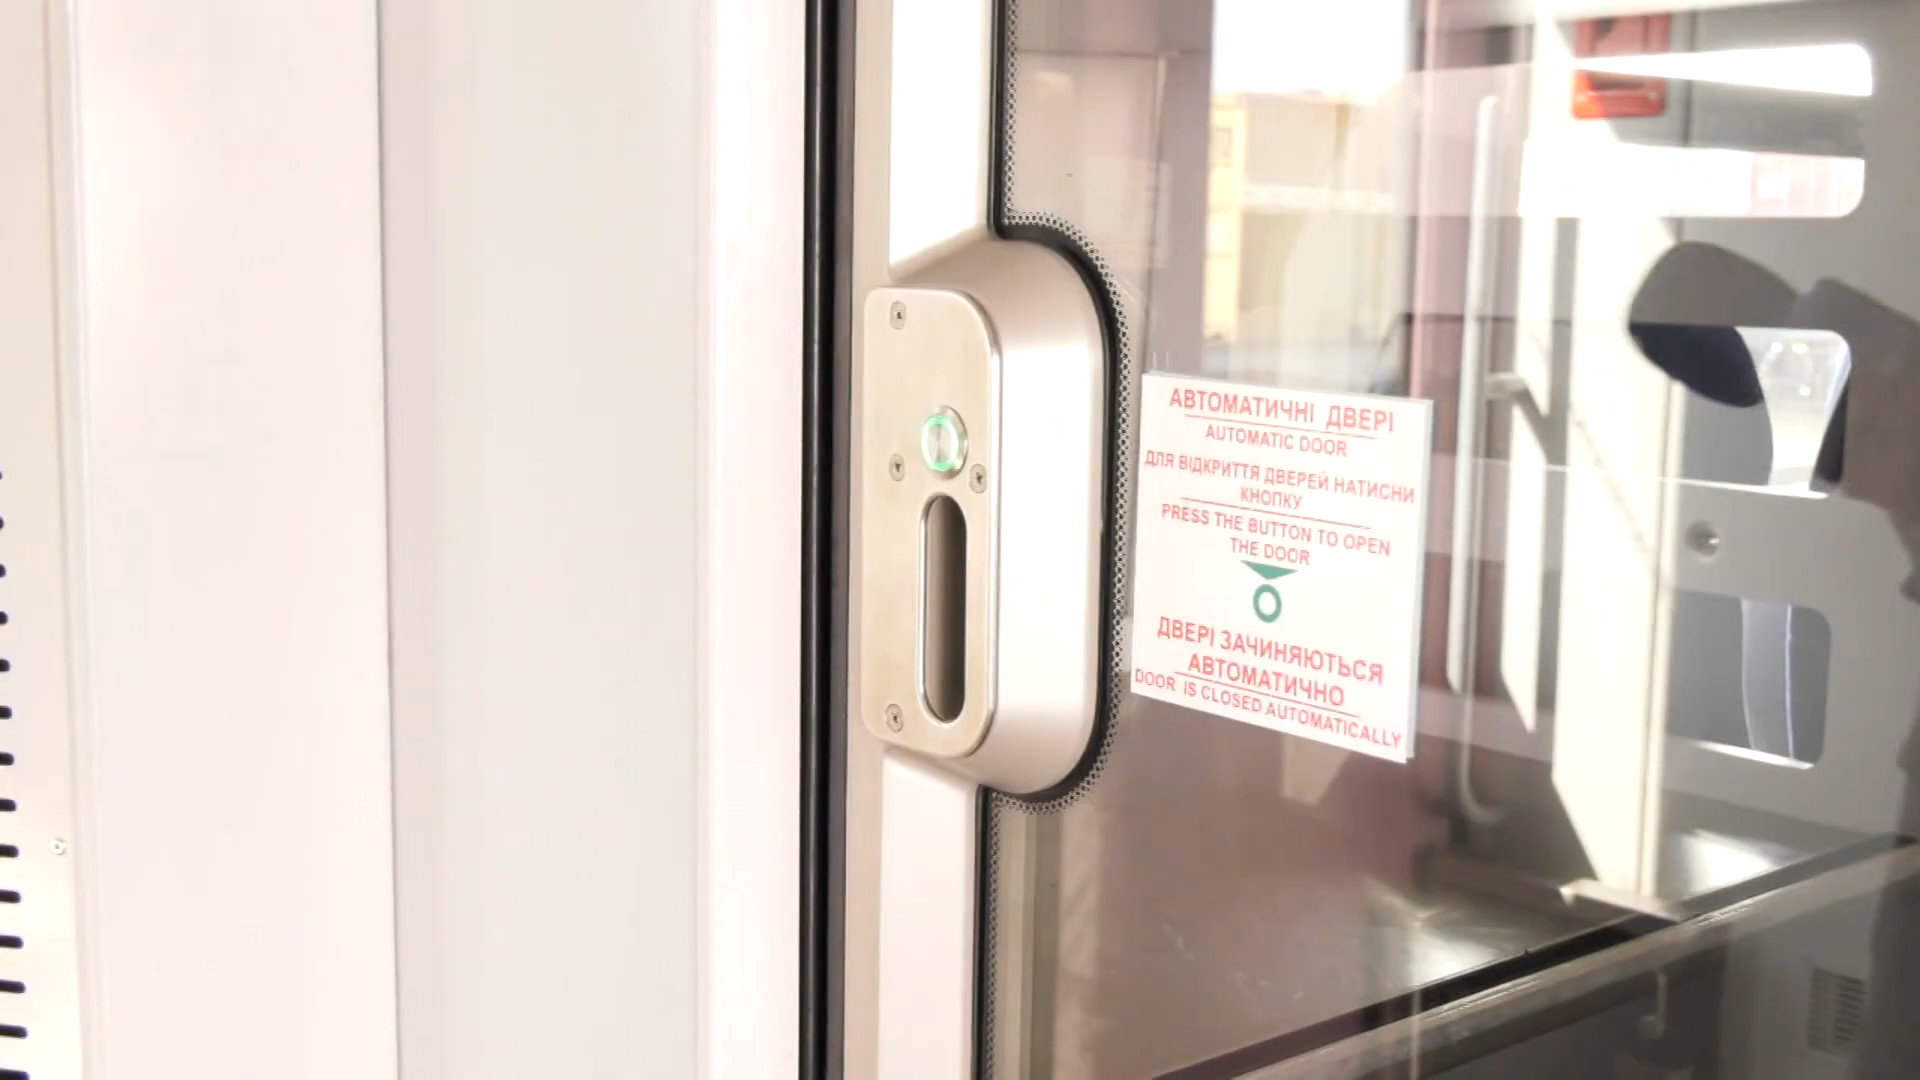 АВТОМАТИЧНІ ДВЕРІ
AUTOMATIC DOOR
ДЛЯ ВІДКРИТТЯ ДВЕРЕЙ НАТИСНИ
КНОПКУ
PRESS THE BUTTON TO OPEN
THE DOOR
ДВЕРІ ЗАЧИНЯЮТЬСЯ
АВТОМАТИЧНО
DOOR IS CLOSED AUTOMATICALLY